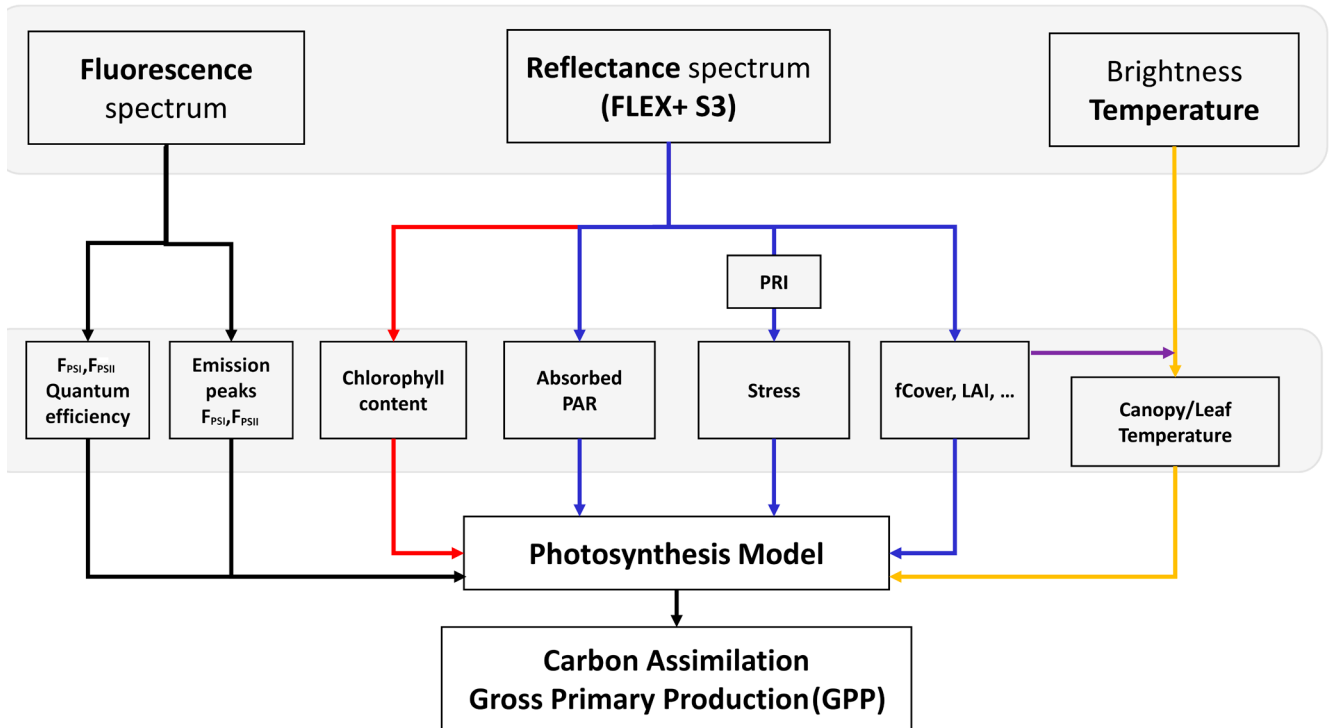 Fluorescence
spectrum
Reflectance spectrum
(FLEX+ S3)
Brightness
Temperature
PRI
FPSI,FPSII
Quantum
efficiency
Emission
peaks
FPSI,FPSII
Chlorophyll
content
Absorbed
PAR
Stress
fCover, LAI, ...
Canopy/Leaf
Temperature
Photosynthesis Model
Carbon Assimilation
Gross Primary Production (GPP)